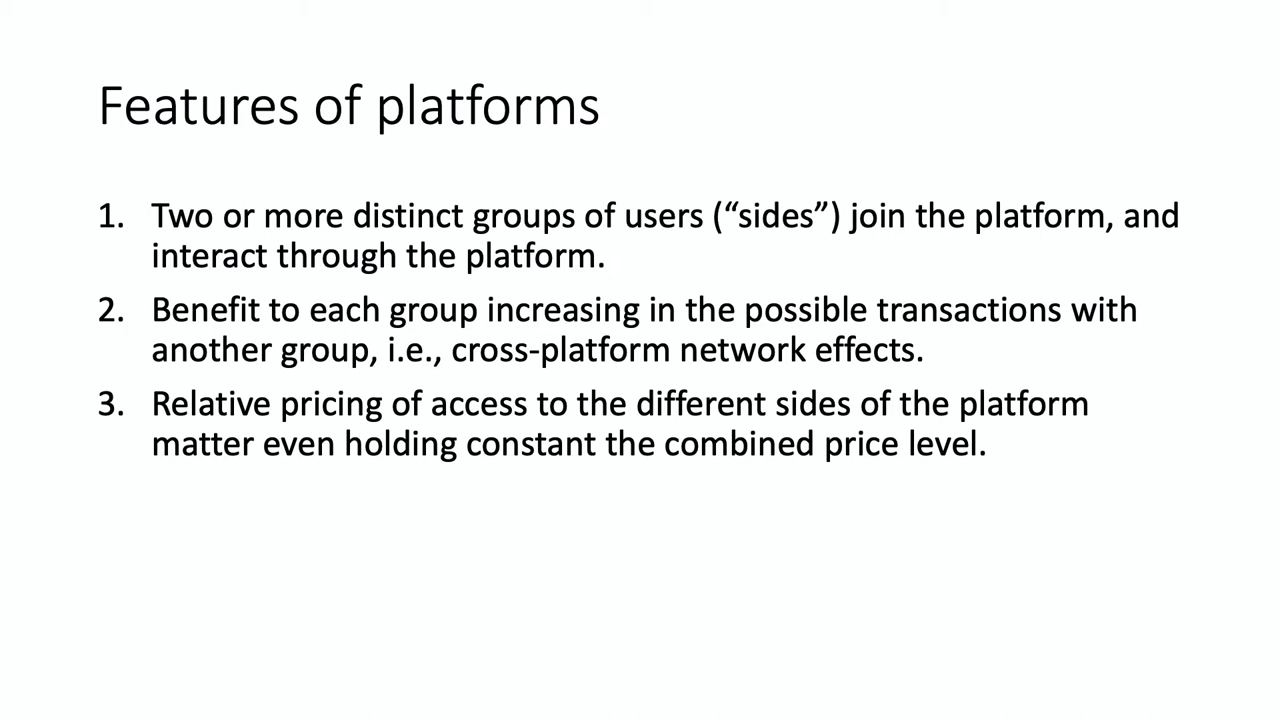 Features of platforms
1. Two or more distinct groups of users (“sides”) join the platform, and
interact through the platform.
2. Benefit to each group increasing in the possible transactions with
another group, i.e., cross-platform network effects.
3. Relative pricing of access to the different sides of the platform
matter even holding constant the combined price level.